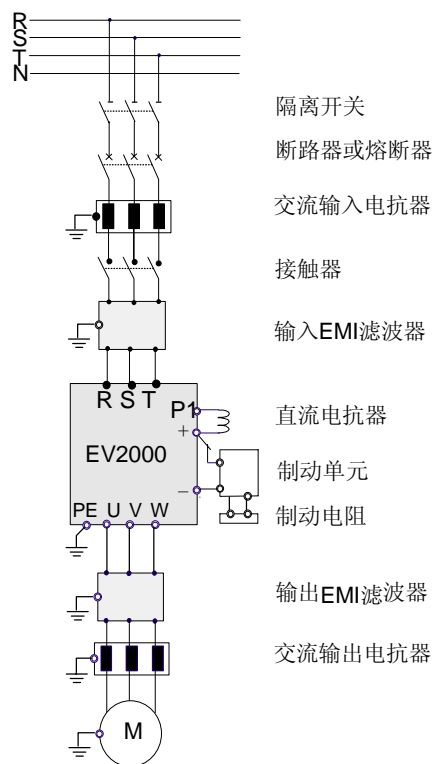 R
S
T
N
隔离开关
断路器或熔断器
交流输入电抗器
接触器
输入EMI滤波器
R S T
P1
直流电抗器
+
EV2000
制动单元
−
PE U V W
制动电阻
输出EMI滤波器
交流输出电抗器
M